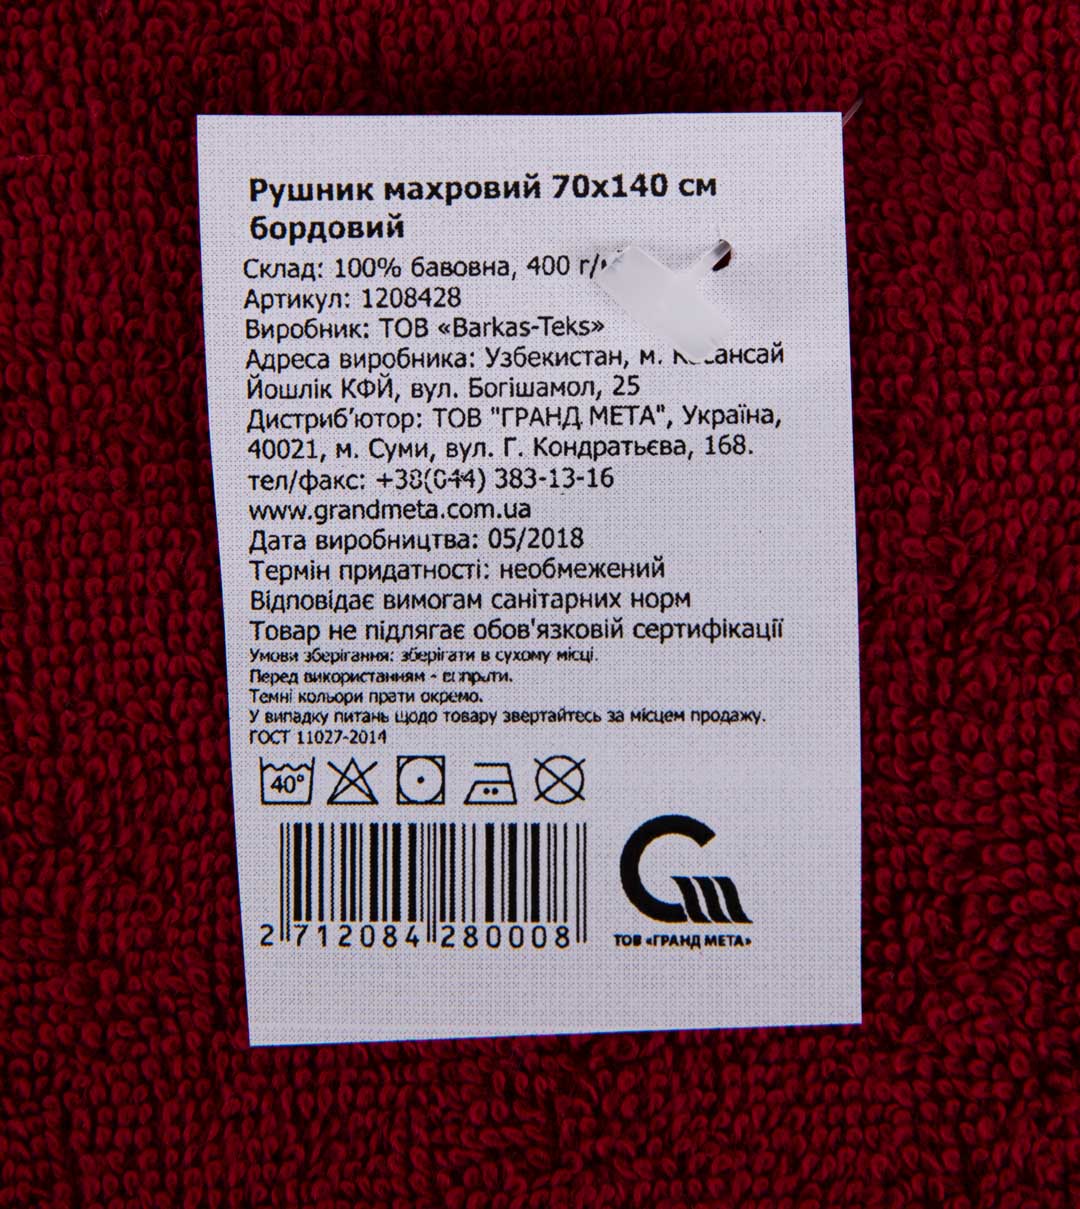 Рушник махровий 70х140 см
бордовий
Склад: 100% бавовна, 400
Артикул: 1208428
Виробник: ТОВ «Barkas-Teks»
Адреса виробника: Узбекистан, м.
Йошлік КФЙ, вул. Богішамол, 25
Дистриб'ютор: ТОВ "ГРАНД МЕТА", Україна,
40021, м. Суми, вул. Г. Кондратьєва, 168.
тел/факс: +38(044) 383-13-16
www.grandmeta.com.ua
Дата виробництва: 05/2018
Термін придатності: необмежений
Відповідає вимогам санітарних норм
Товар не підлягає обов'язковій сертифікації
Умови зберігання: зберігати в сухому місці.
Перед використанням - випрати.
Темні кольори прати окремо.
У випадку питань щодо товару звертайтесь за місцем продажу.
ГОСТ 11027-2014
40°
2 712084 280008
ТОВ «ГРАНД МЕТА»